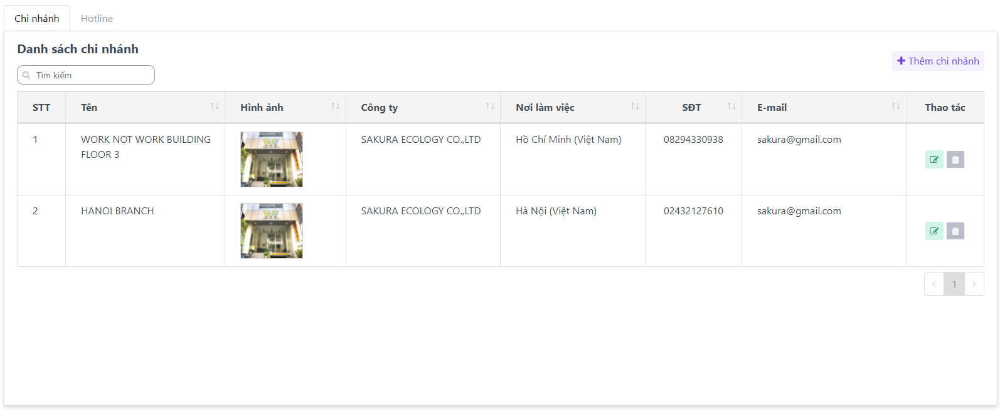 Chi nhánh
Hotline
Danh sách chi nhánh
Tìm kiếm
Thêm chi nhánh
STT
Tên
Hình ảnh
Công ty
Nơi làm việc
SĐT
E-mail
Thao tác
1
WORK NOT WORK BUILDING
FLOOR 3
SAKURA ECOLOGY CO.,LTD
Hồ Chí Minh (Việt Nam)
08294330938
sakura@gmail.com
2
HANOI BRANCH
SAKURA ECOLOGY CO.,LTD
Hà Nội (Việt Nam)
02432127610
sakura@gmail.com
1